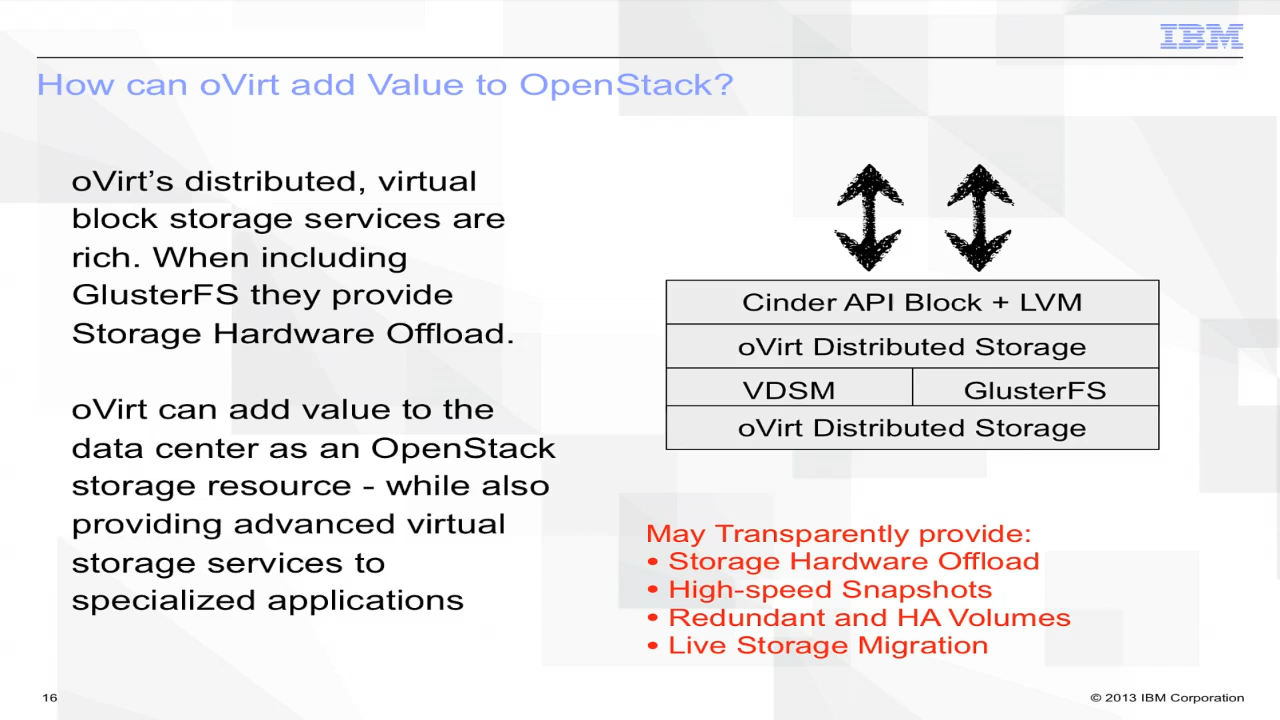 IBM
How can oVirt add Value to OpenStack?
oVirt’s distributed, virtual
block storage services are
rich. When including
GlusterFS they provide
Storage Hardware Offload.
oVirt can add value to the
data center as an OpenStack
storage resource - while also
providing advanced virtual
storage services to
specialized applications
Cinder API Block + LVM
oVirt Distributed Storage
VDSM GlusterFS
oVirt Distributed Storage
May Transparently provide:
• Storage Hardware Offload
• High-speed Snapshots
• Redundant and HA Volumes
• Live Storage Migration
16 © 2013 IBM Corporation